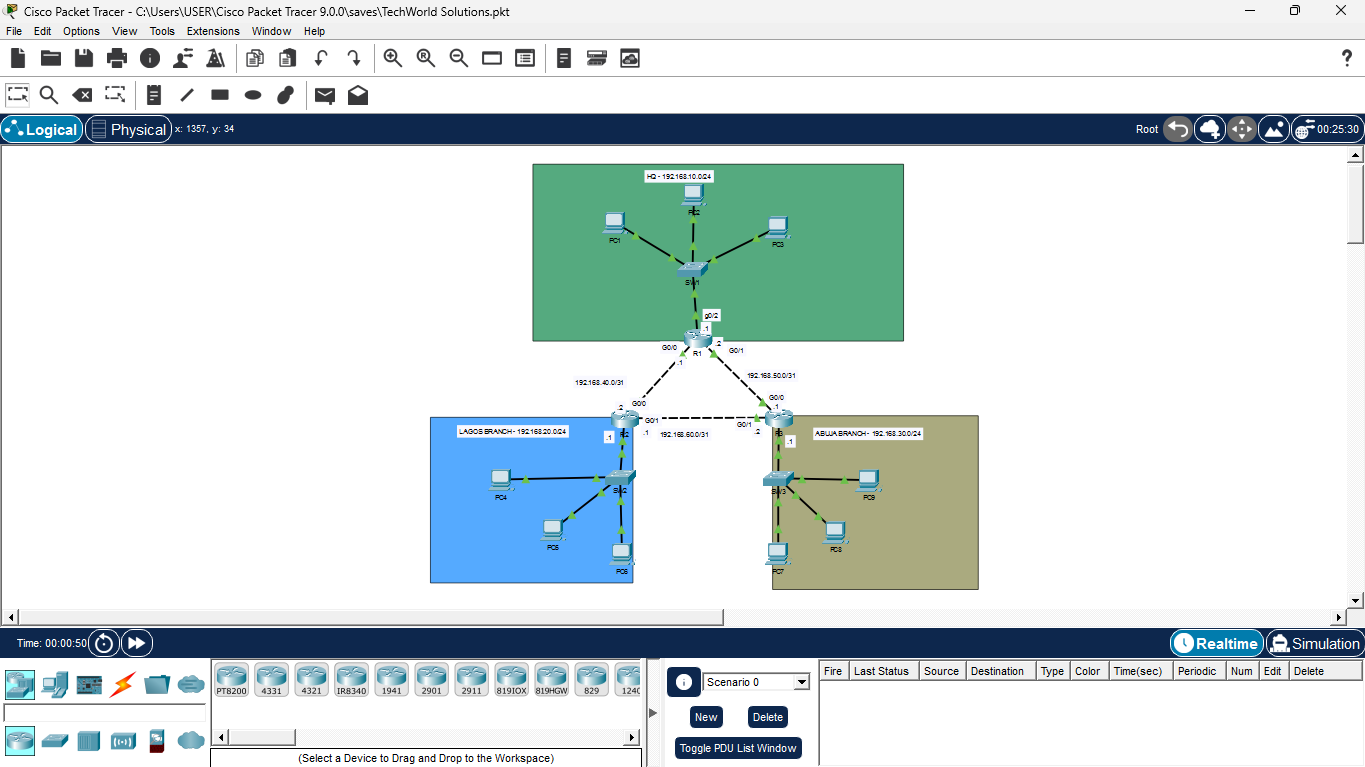 Cisco Packet Tracer - C:\Users\USER\Cisco Packet Tracer 9.0.0\saves\TechWorld Solutions.pkt
File Edit Options View Tools Extensions Window Help
Logical Physical x: 1357, y: 34 Root 00:25:30
HQ - 192.168.10.0/24
PC2
PC1
PC3
SW1
g0/2
.1
G0/0 R1 .2 G0/1
.1
192.168.50.0/31
192.168.40.0/31
G0/0
.2 G0/0 .1
G0/1 G0/1
LAGOS BRANCH - 192.168.20.0/24 .1 R2 .1 192.168.60.0/31 .2 R3 .1 ABUJA BRANCH - 192.168.30.0/24
PC4 SW2 SW3 PC9
PC5 PC8
PC6 PC7
Time: 00:00:50 Realtime Simulation
PT8200 4331 4321 IR8340 1941 2901 2911 819IOX 819HGW 829 1240
Scenario 0
New Delete
Toggle PDU List Window
Fire Last Status Source Destination Type Color Time(sec) Periodic Num Edit Delete
(Select a Device to Drag and Drop to the Workspace)